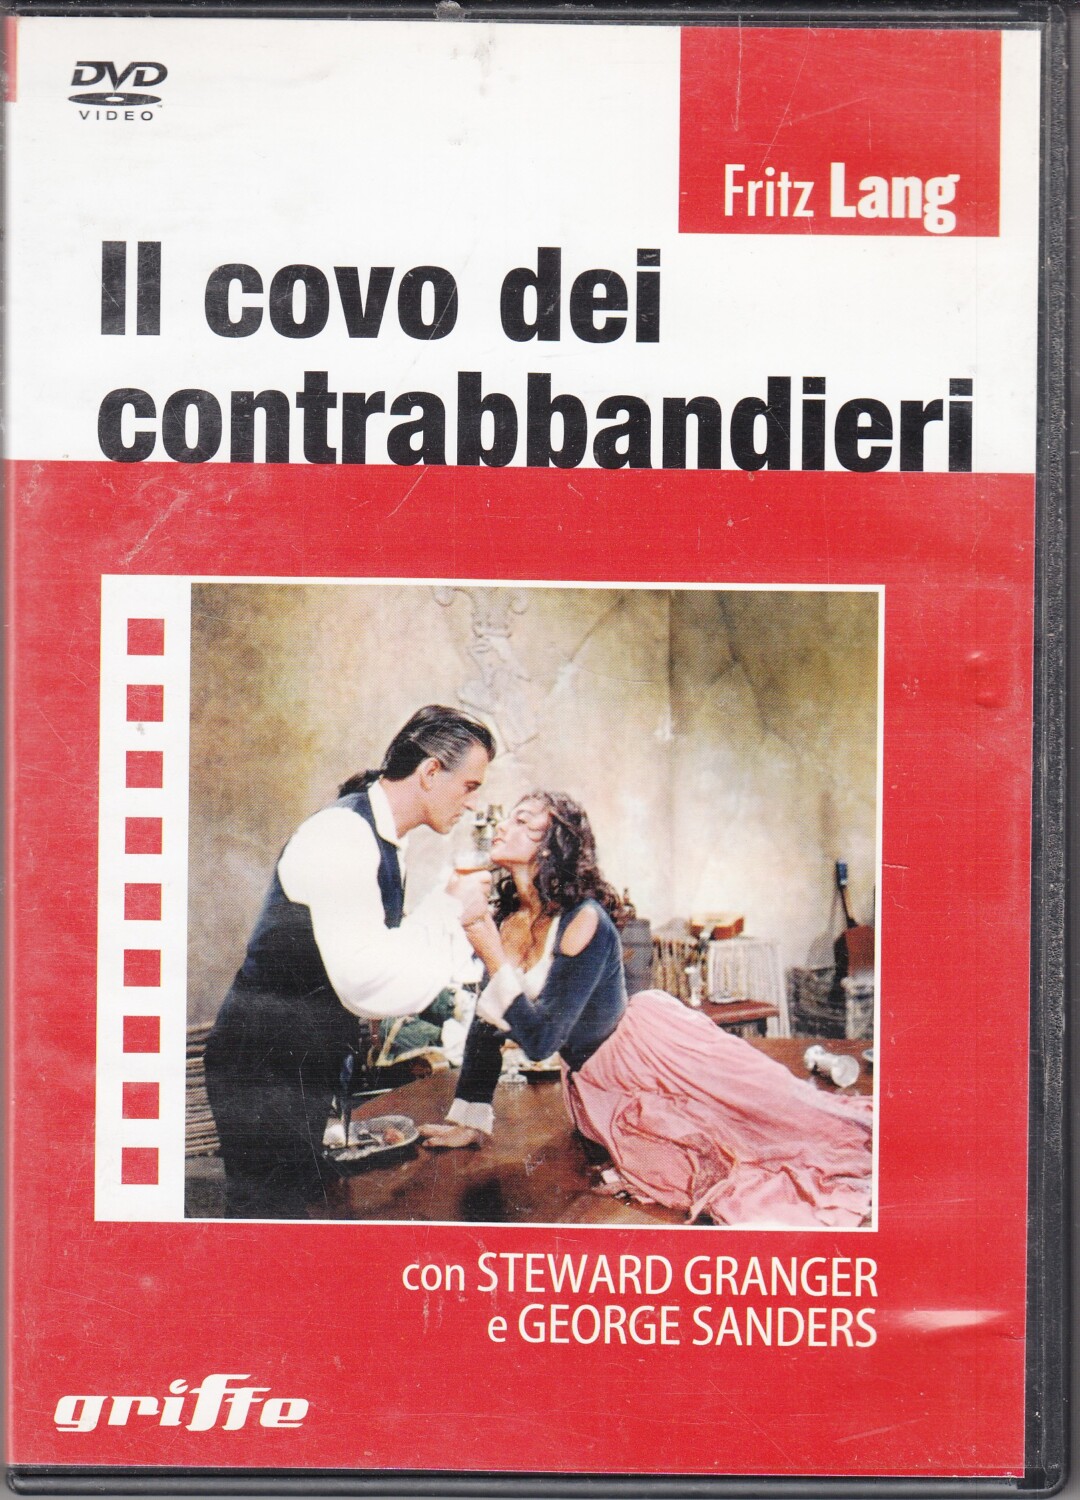 DVD
VIDEO
Fritz Lang
Il covo dei
contrabbandieri
con STEWARD GRANGER
e GEORGE SANDERS
griffe